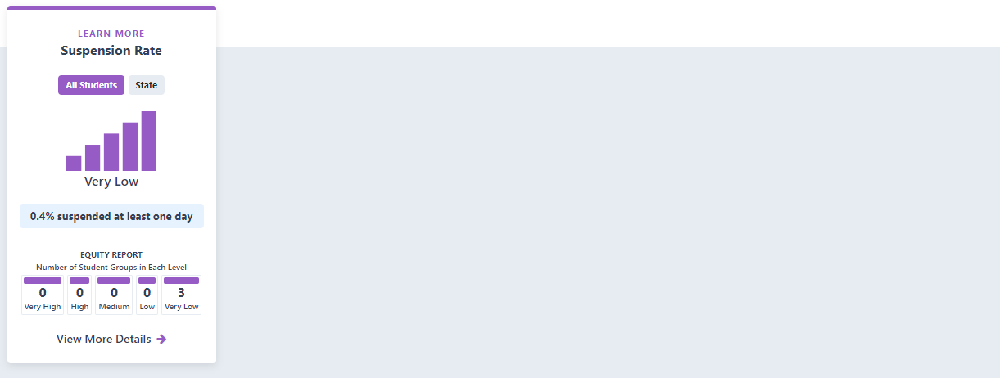 LEARN MORE
Suspension Rate
All Students State
Very Low
0.4% suspended at least one day
EQUITY REPORT
Number of Student Groups in Each Level
0 0 0 0 3
Very High High Medium Low Very Low
View More Details